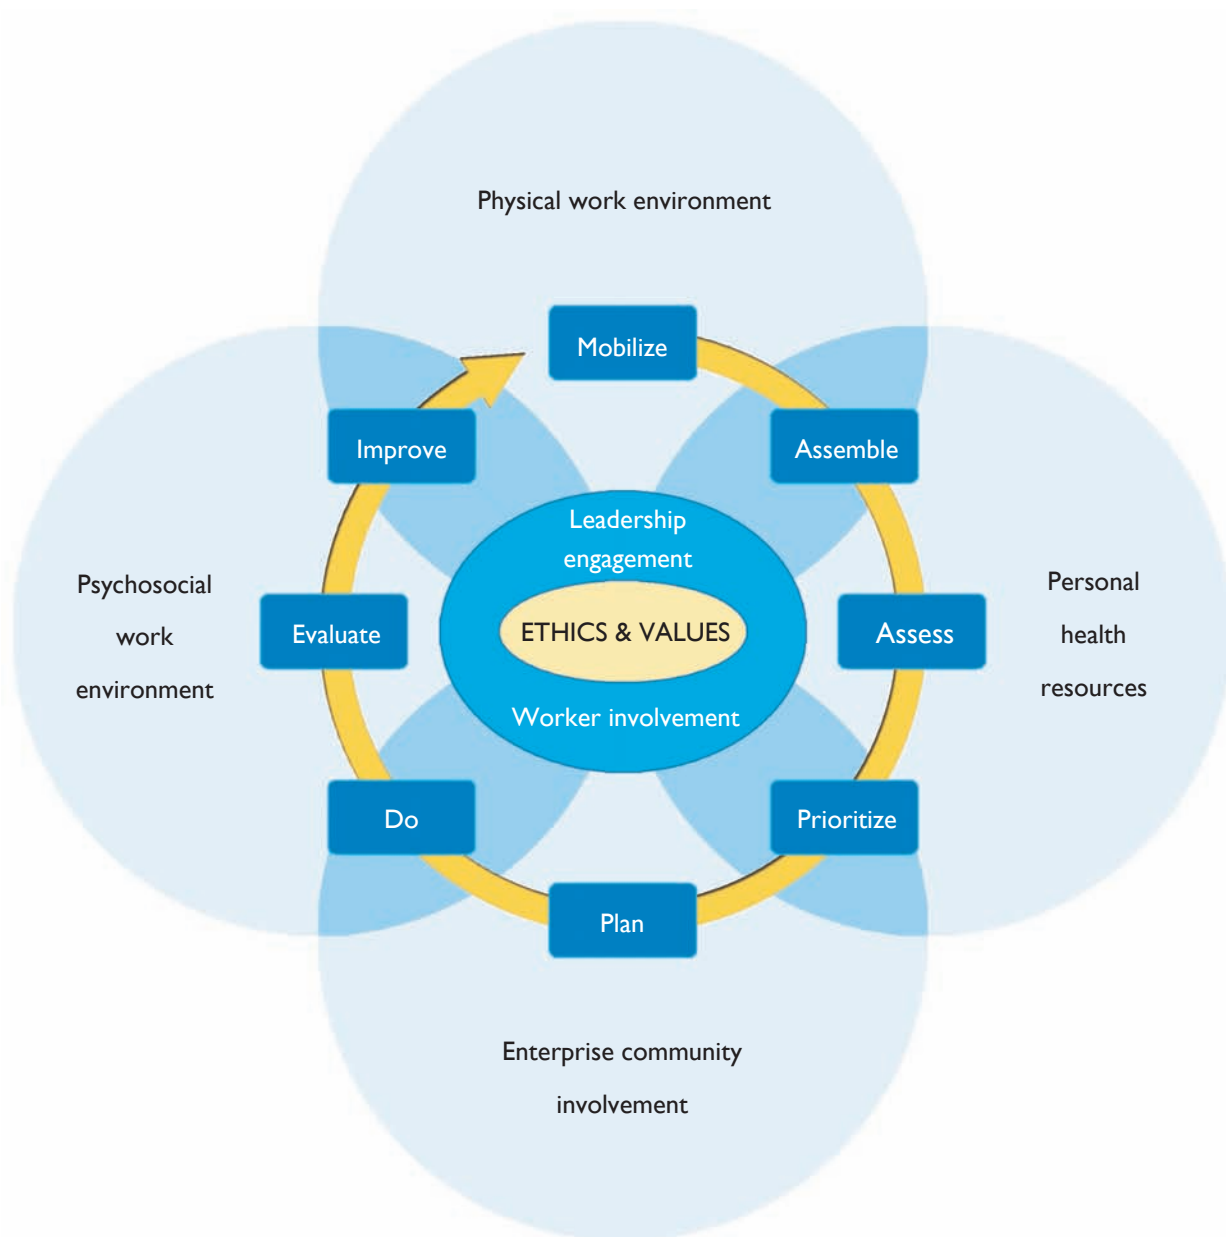 Physical work environment
Mobilize
Improve
Assemble
Leadership
engagement
Psychosocial
work
environment
Evaluate
ETHICS & VALUES
Assess
Personal
health
resources
Worker involvement
Do
Prioritize
Plan
Enterprise community
involvement